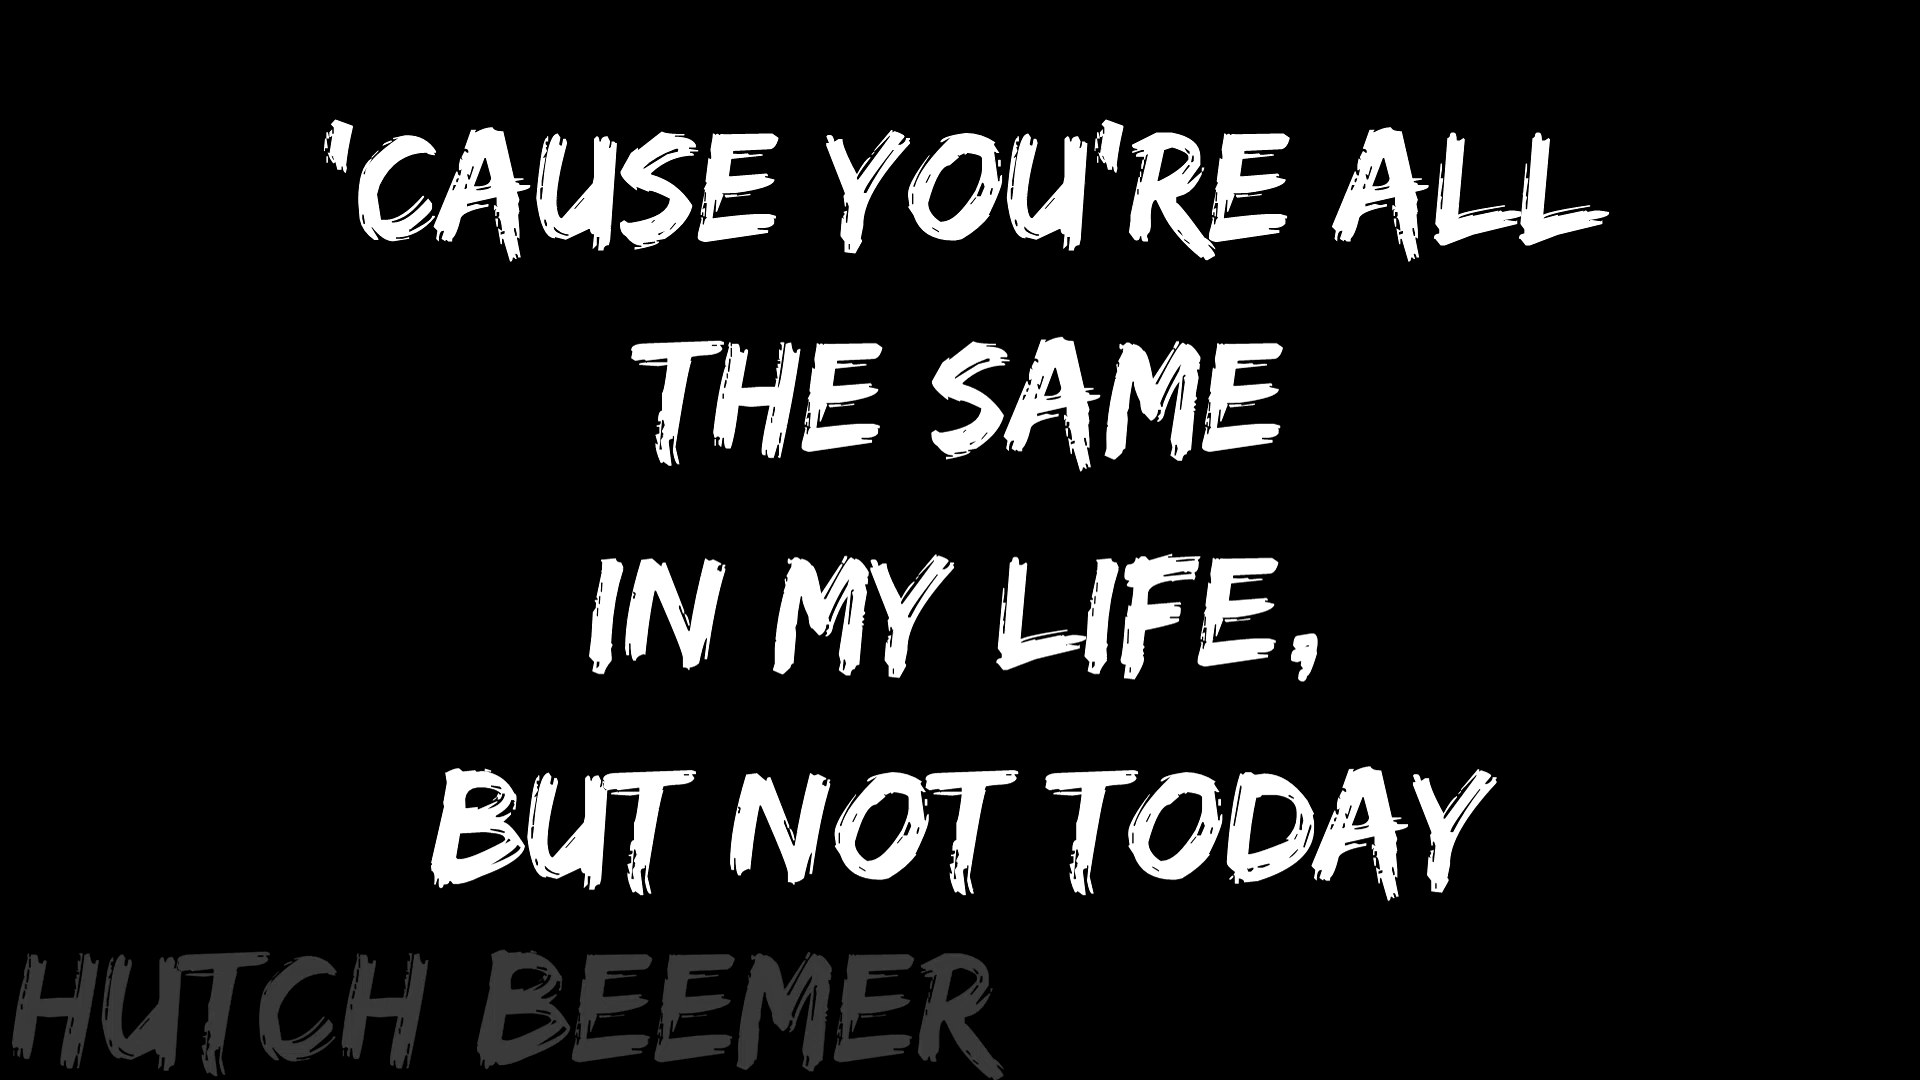 'CAUSE YOU'RE ALL
THE SAME
IN MY LIFE,
BUT NOT TODAY
HUTCH BEEMER